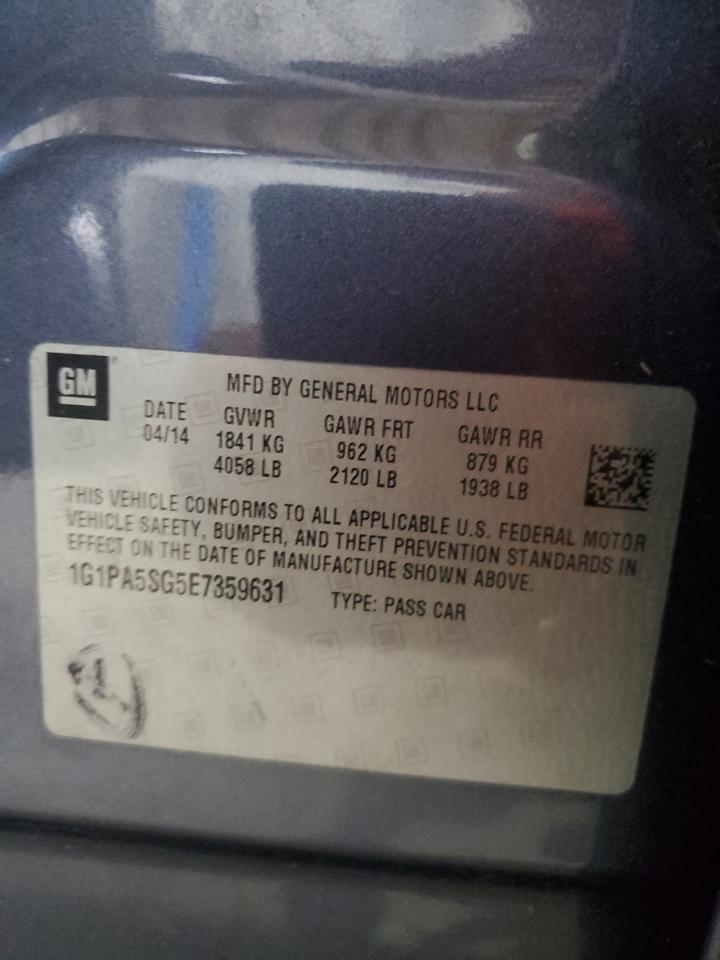 GM
MFD BY GENERAL MOTORS LLC
DATE GVWR GAWR FRT GAWR RR
04/14 1841 KG 962 KG 879 KG
4058 LB 2120 LB 1938 LB
THIS VEHICLE CONFORMS TO ALL APPLICABLE U.S. FEDERAL MOTOR
VEHICLE SAFETY, BUMPER, AND THEFT PREVENTION STANDARDS IN
EFFECT ON THE DATE OF MANUFACTURE SHOWN ABOVE.
1G1PA5SG5E7359631 TYPE: PASS CAR